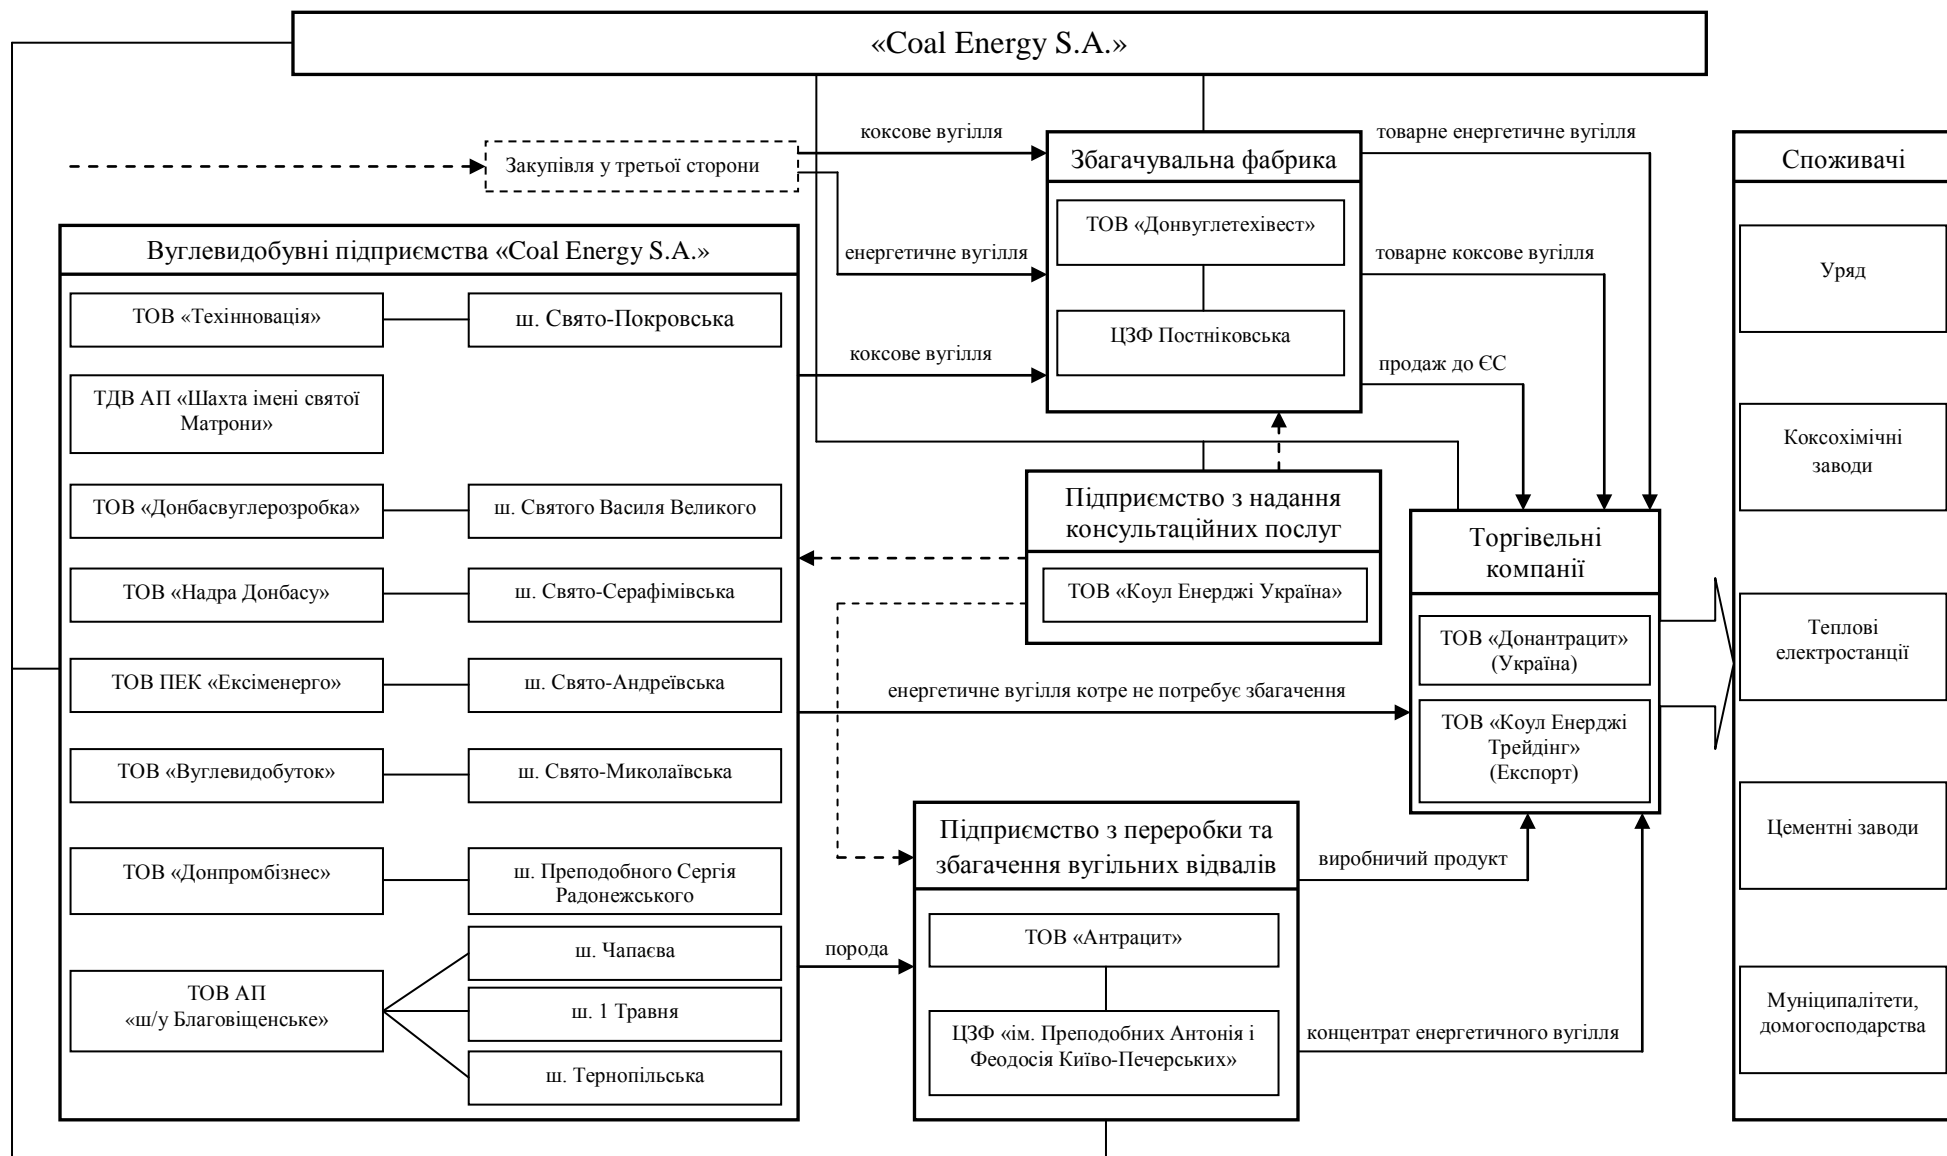 «Coal Energy S.A.»
коксове вугілля
товарне енергетичне вугілля
Закупівля у третьої сторони
Збагачувальна фабрика
Споживачі
ТОВ «Донвуглетехівест»
Вуглевидобувні підприємства «Coal Energy S.A.»
енергетичне вугілля
товарне коксове вугілля
Уряд
ТОВ «Техінновація»
ш. Свято-Покровська
ЦЗФ Постніковська
коксове вугілля
продаж до ЄС
ТДВ АП «Шахта імені святої
Матрони»
Коксохімічні
заводи
ТОВ «Донбасвуглерозробка»
ш. Святого Василя Великого
Підприємство з надання
консультаційних послуг
Торгівельні
компанії
ТОВ «Надра Донбасу»
ш. Свято-Серафімівська
ТОВ «Коул Енерджі Україна»
ТОВ «Донантрацит»
(Україна)
Теплові
електростанції
ТОВ ПЕК «Ексіменерго»
ш. Свято-Андреївська
енергетичне вугілля котре не потребує збагачення
ТОВ «Коул Енерджі
Трейдінг»
(Експорт)
ТОВ «Вуглевидобуток»
ш. Свято-Миколаївська
Підприємство з переробки та
збагачення вугільних відвалів
Цементні заводи
виробничий продукт
ТОВ «Донпромбізнес»
ш. Преподобного Сергія
Радонежського
ТОВ «Антрацит»
ш. Чапаєва
порода
ТОВ АП
«ш/у Благовіщенське»
ш. 1 Травня
ш. Тернопільська
ЦЗФ «ім. Преподобних Антонія і
Феодосія Київо-Печерських»
концентрат енергетичного вугілля
Муніципалітети,
домогосподарства